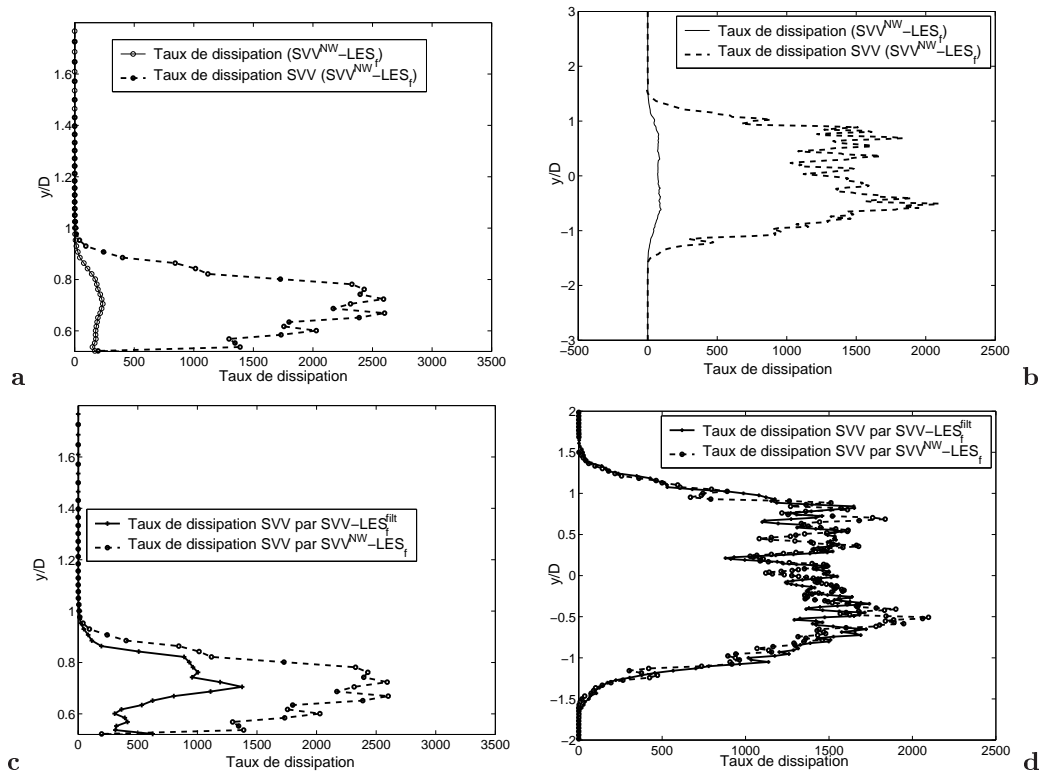 Taux de dissipation (SVV^NW−LES_f)
Taux de dissipation SVV (SVV^NW−LES_f)
1.6
1.4
1.2
1
0.8
0.6
y/D
0 500 1000 1500 2000 2500 3000 3500
Taux de dissipation
a
Taux de dissipation (SVV^NW−LES_f)
Taux de dissipation SVV (SVV^NW−LES_f)
3
2
1
0
−1
−2
−3
y/D
−500 0 500 1000 1500 2000 2500
Taux de dissipation
b
Taux de dissipation SVV par SVV−LES_f^filt
Taux de dissipation SVV par SVV^NW−LES_f
1.6
1.4
1.2
1
0.8
0.6
y/D
0 500 1000 1500 2000 2500 3000 3500
Taux de dissipation
c
Taux de dissipation SVV par SVV−LES_f^filt
Taux de dissipation SVV par SVV^NW−LES_f
2
1.5
1
0.5
0
−0.5
−1
−1.5
−2
y/D
0 500 1000 1500 2000 2500
Taux de dissipation
d